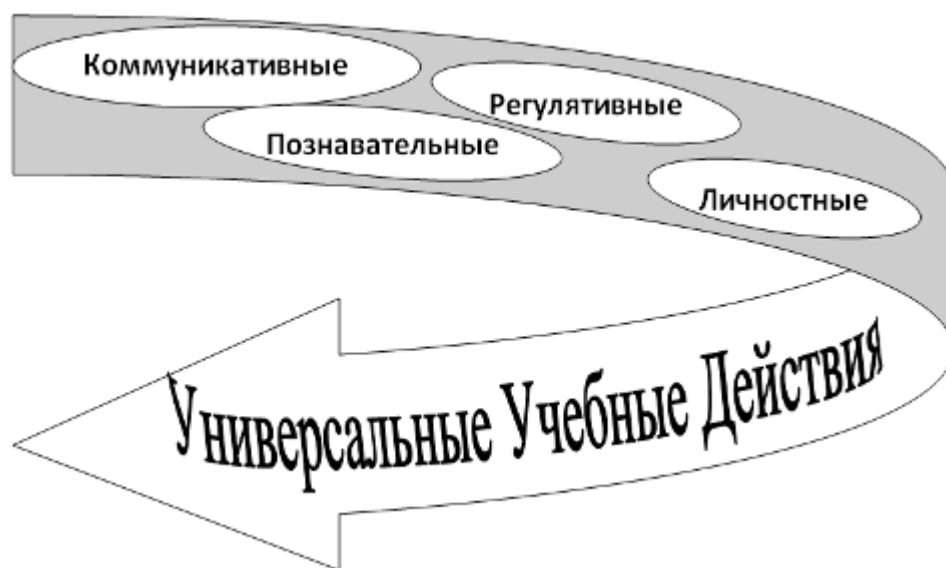 Коммуникативные
Регулятивные
Познавательные
Личностные
Универсальные Учебные Действия